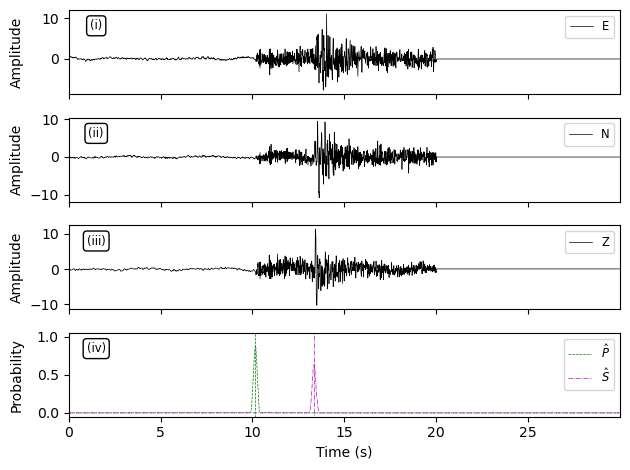 10
0
Amplitude
(i)
E
10
0
−10
Amplitude
(ii)
N
10
0
−10
Amplitude
(iii)
Z
1.0
0.5
0.0
Probability
(iv)
P̂
Ŝ
0 5 10 15 20 25
Time (s)